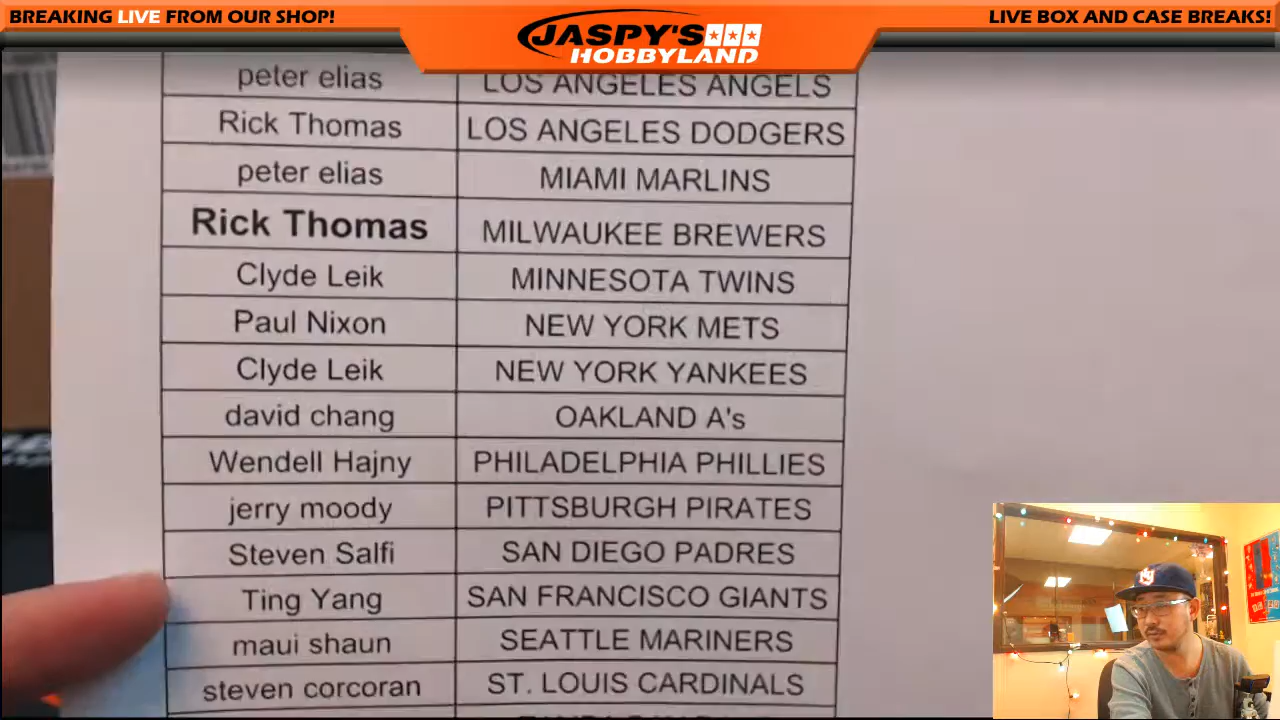 BREAKING LIVE FROM OUR SHOP!
JASPY'S
HOBBYLAND
LIVE BOX AND CASE BREAKS!
peter elias LOS ANGELES ANGELS
Rick Thomas LOS ANGELES DODGERS
peter elias MIAMI MARLINS
Rick Thomas MILWAUKEE BREWERS
Clyde Leik MINNESOTA TWINS
Paul Nixon NEW YORK METS
Clyde Leik NEW YORK YANKEES
david chang OAKLAND A's
Wendell Hajny PHILADELPHIA PHILLIES
jerry moody PITTSBURGH PIRATES
Steven Salfi SAN DIEGO PADRES
Ting Yang SAN FRANCISCO GIANTS
maui shaun SEATTLE MARINERS
steven corcoran ST. LOUIS CARDINALS